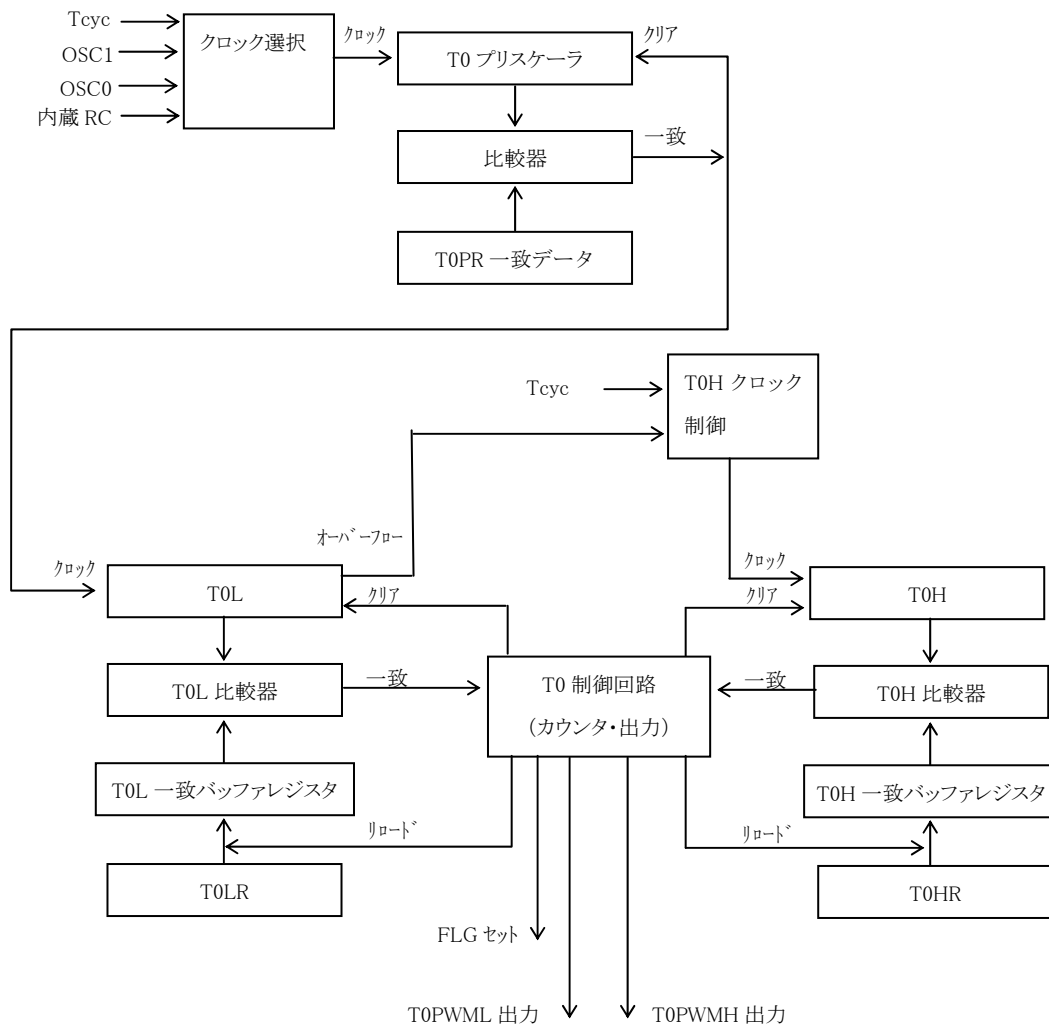 Tcyc
OSC1
OSC0
内蔵 RC
クロック選択
クロック
T0 プリスケーラ
クリア
比較器
一致
T0PR 一致データ
Tcyc
T0H クロック
制御
オーバーフロー
クロック
T0L
クリア
クロック
クリア
T0H
T0L 比較器
一致
T0 制御回路
(カウンタ・出力)
一致
T0H 比較器
T0L 一致バッファレジスタ
T0H 一致バッファレジスタ
リロード
リロード
T0LR
T0HR
FLG セット
T0PWML 出力
T0PWMH 出力